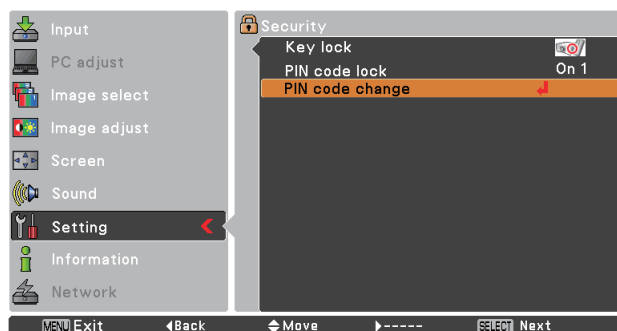 Input
PC adjust
Image select
Image adjust
Screen
Sound
Setting
Information
Network
Security
Key lock
PIN code lock On 1
PIN code change
MENU Exit Back Move ----- SELECT Next